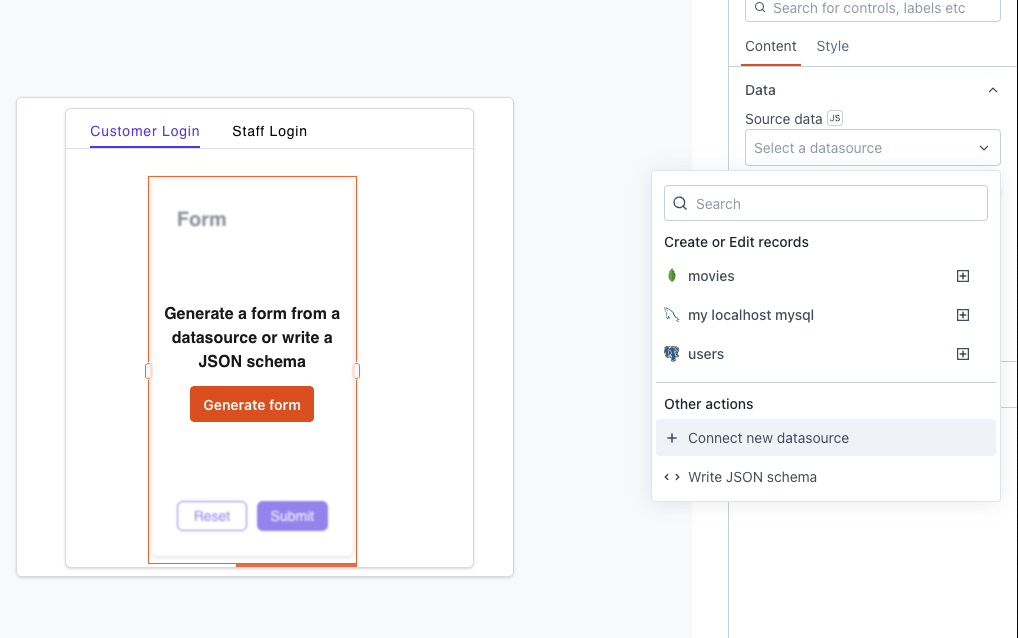 Search for controls, labels etc
Content Style
Data
Source data JS
Select a datasource
Search
Create or Edit records
movies
my localhost mysql
users
Other actions
Connect new datasource
Write JSON schema
Customer Login Staff Login
Form
Generate a form from a
datasource or write a
JSON schema
Generate form
Reset Submit